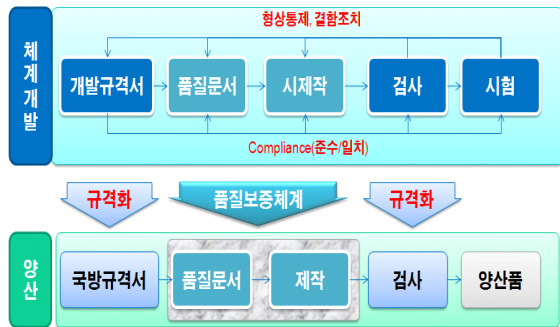 체계개발
형상통제, 결함조치
개발규격서
품질문서
시제작
검사
시험
Compliance(준수/일치)
규격화
품질보증체계
규격화
양산
국방규격서
품질문서
제작
검사
양산품